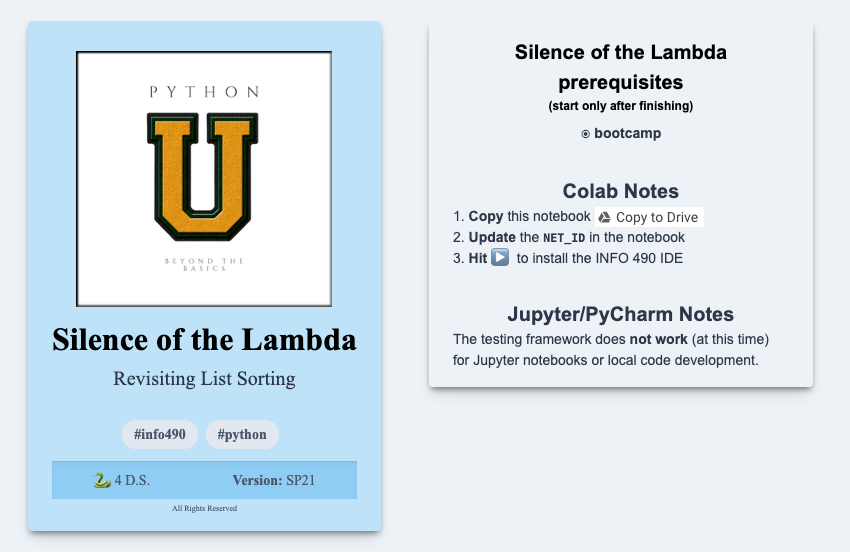 PYTHON
U
BEYOND THE
BASICS
Silence of the Lambda
Revisiting List Sorting
#info490 #python
4 D.S. Version: SP21
All Rights Reserved
Silence of the Lambda
prerequisites
(start only after finishing)
⦿ bootcamp
Colab Notes
1. Copy this notebook Copy to Drive
2. Update the NET_ID in the notebook
3. Hit ▶️ to install the INFO 490 IDE
Jupyter/PyCharm Notes
The testing framework does not work (at this time)
for Jupyter notebooks or local code development.